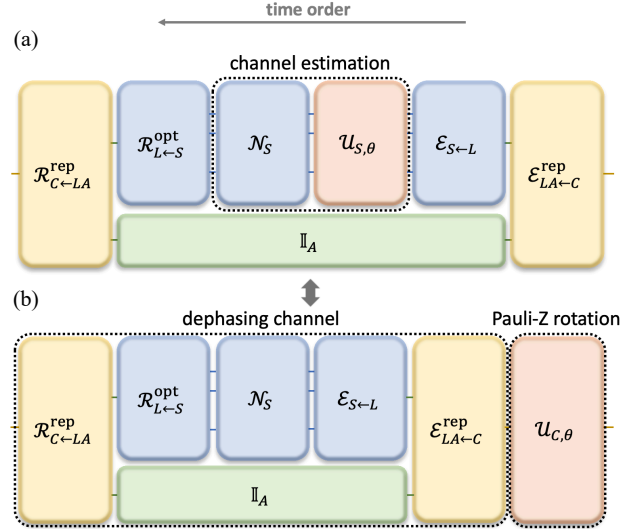 time order
(a)
channel estimation
𝓡^rep_{C←LA}
𝓡^opt_{L←S}
𝓝_S
𝓤_{S,θ}
𝓔_{S←L}
𝓔^rep_{LA←C}
𝕀_A
(b)
dephasing channel
Pauli-Z rotation
𝓡^rep_{C←LA}
𝓡^opt_{L←S}
𝓝_S
𝓔_{S←L}
𝓔^rep_{LA←C}
𝓤_{C,θ}
𝕀_A